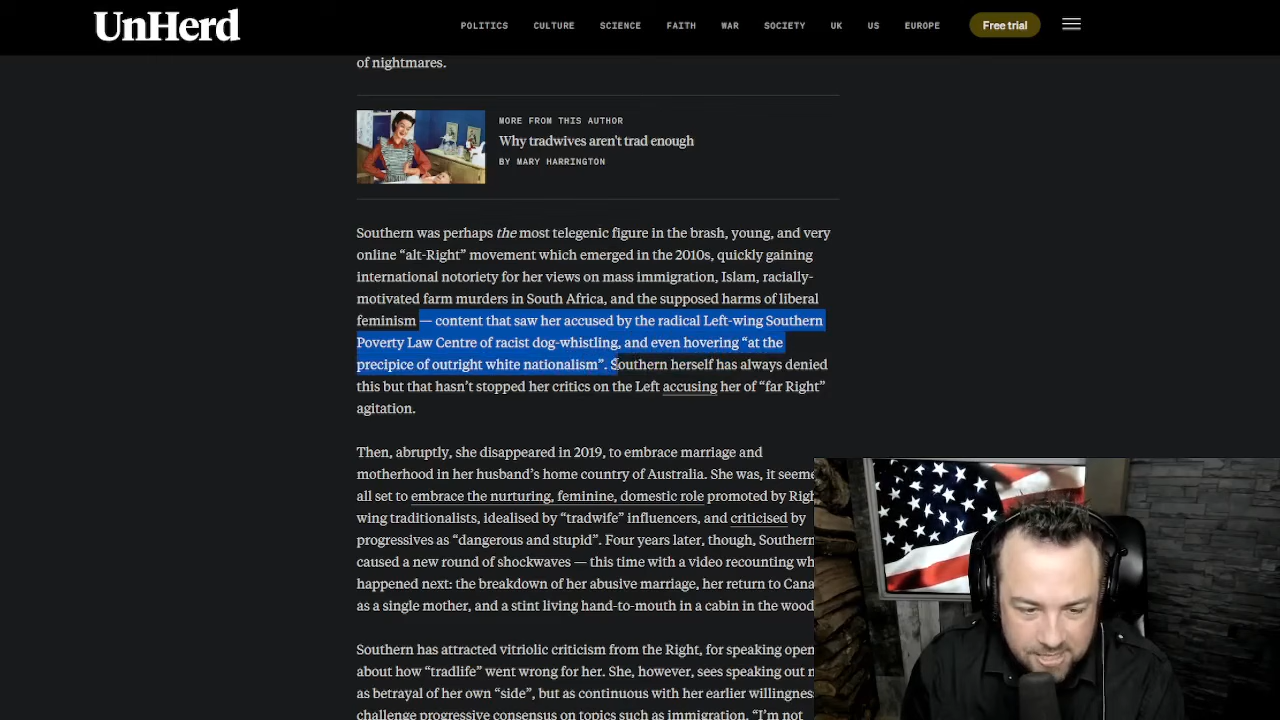 UnHerd
POLITICS CULTURE SCIENCE FAITH WAR SOCIETY UK US EUROPE Free trial
of nightmares.
MORE FROM THIS AUTHOR
Why tradwives aren't trad enough
BY MARY HARRINGTON
Southern was perhaps the most telegenic figure in the brash, young, and very
online “alt-Right” movement which emerged in the 2010s, quickly gaining
international notoriety for her views on mass immigration, Islam, racially-
motivated farm murders in South Africa, and the supposed harms of liberal
feminism — content that saw her accused by the radical Left-wing Southern
Poverty Law Centre of racist dog-whistling, and even hovering “at the
precipice of outright white nationalism”. Southern herself has always denied
this but that hasn’t stopped her critics on the Left accusing her of “far Right”
agitation.
Then, abruptly, she disappeared in 2019, to embrace marriage and
motherhood in her husband’s home country of Australia. She was, it seeme
all set to embrace the nurturing, feminine, domestic role promoted by Righ
wing traditionalists, idealised by “tradwife” influencers, and criticised by
progressives as “dangerous and stupid”. Four years later, though, Southern
caused a new round of shockwaves — this time with a video recounting wh
happened next: the breakdown of her abusive marriage, her return to Cana
as a single mother, and a stint living hand-to-mouth in a cabin in the wood
Southern has attracted vitriolic criticism from the Right, for speaking open
about how “tradlife” went wrong for her. She, however, sees speaking out n
as betrayal of her own “side”, but as continuous with her earlier willingnes
challenge progressive consensus on topics such as immigration. “I’m not